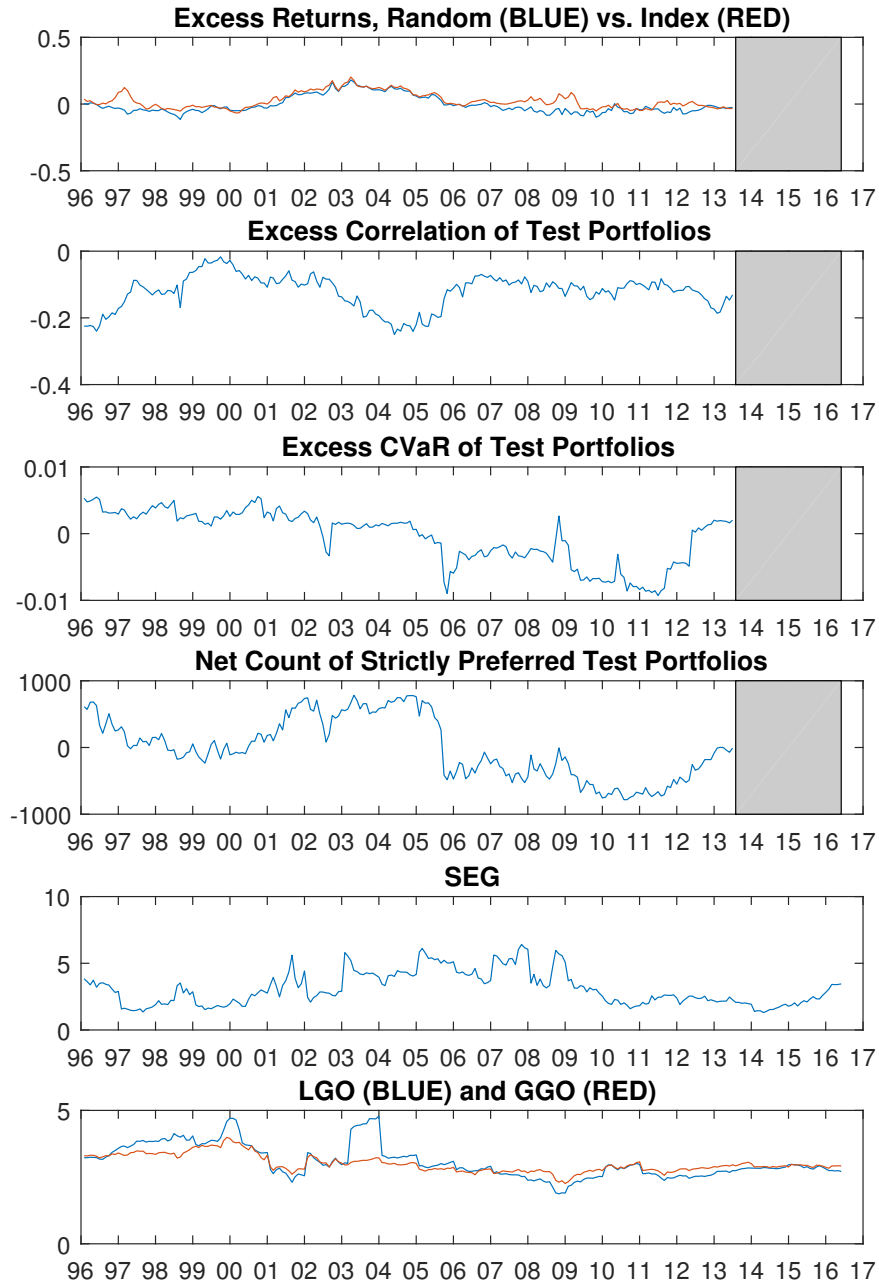 Excess Returns, Random (BLUE) vs. Index (RED)
0.5
0
-0.5
96 97 98 99 00 01 02 03 04 05 06 07 08 09 10 11 12 13 14 15 16 17
Excess Correlation of Test Portfolios
0
-0.2
-0.4
96 97 98 99 00 01 02 03 04 05 06 07 08 09 10 11 12 13 14 15 16 17
Excess CVaR of Test Portfolios
0.01
0
-0.01
96 97 98 99 00 01 02 03 04 05 06 07 08 09 10 11 12 13 14 15 16 17
Net Count of Strictly Preferred Test Portfolios
1000
0
-1000
96 97 98 99 00 01 02 03 04 05 06 07 08 09 10 11 12 13 14 15 16 17
SEG
10
5
0
96 97 98 99 00 01 02 03 04 05 06 07 08 09 10 11 12 13 14 15 16 17
LGO (BLUE) and GGO (RED)
5
0
96 97 98 99 00 01 02 03 04 05 06 07 08 09 10 11 12 13 14 15 16 17